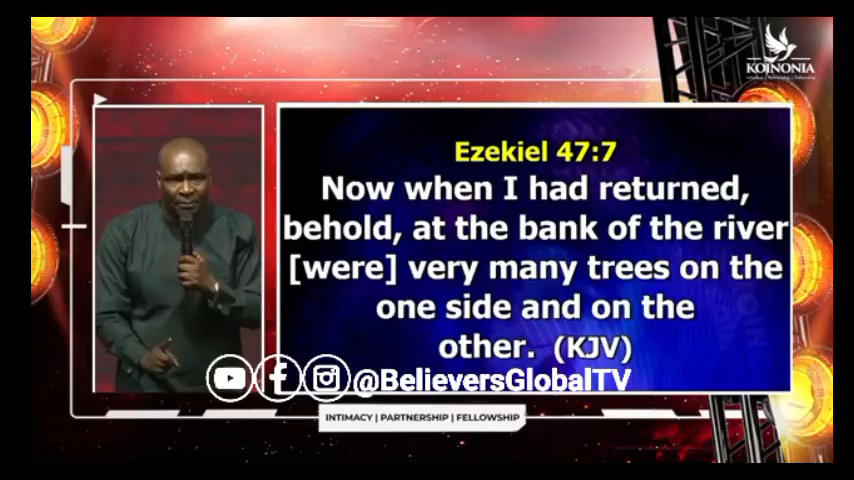 KOINONIA
Ezekiel 47:7
Now when I had returned,
behold, at the bank of the river
[were] very many trees on the
one side and on the
other. (KJV)
@BelieversGlobalTV
INTIMACY | PARTNERSHIP | FELLOWSHIP